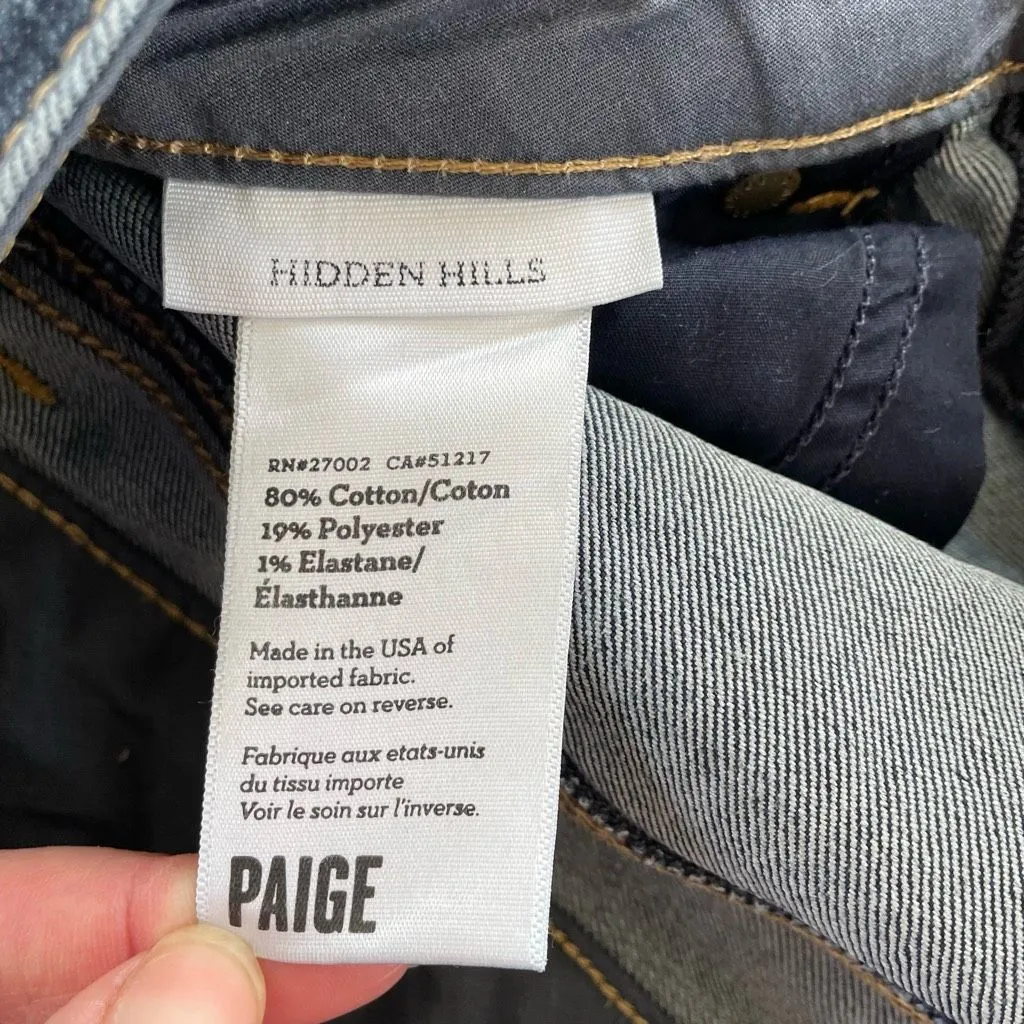 HIDDEN HILLS
RN#27002 CA#51217
80% Cotton/Coton
19% Polyester
1% Elastane/
Élasthanne
Made in the USA of
imported fabric.
See care on reverse.
Fabrique aux etats-unis
du tissu importe
Voir le soin sur l'inverse.
PAIGE